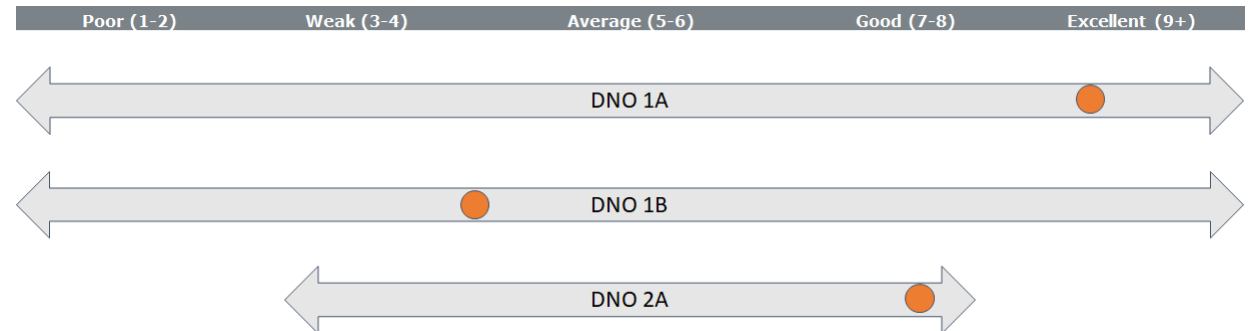 Poor (1-2) Weak (3-4) Average (5-6) Good (7-8) Excellent (9+)
DNO 1A
DNO 1B
DNO 2A